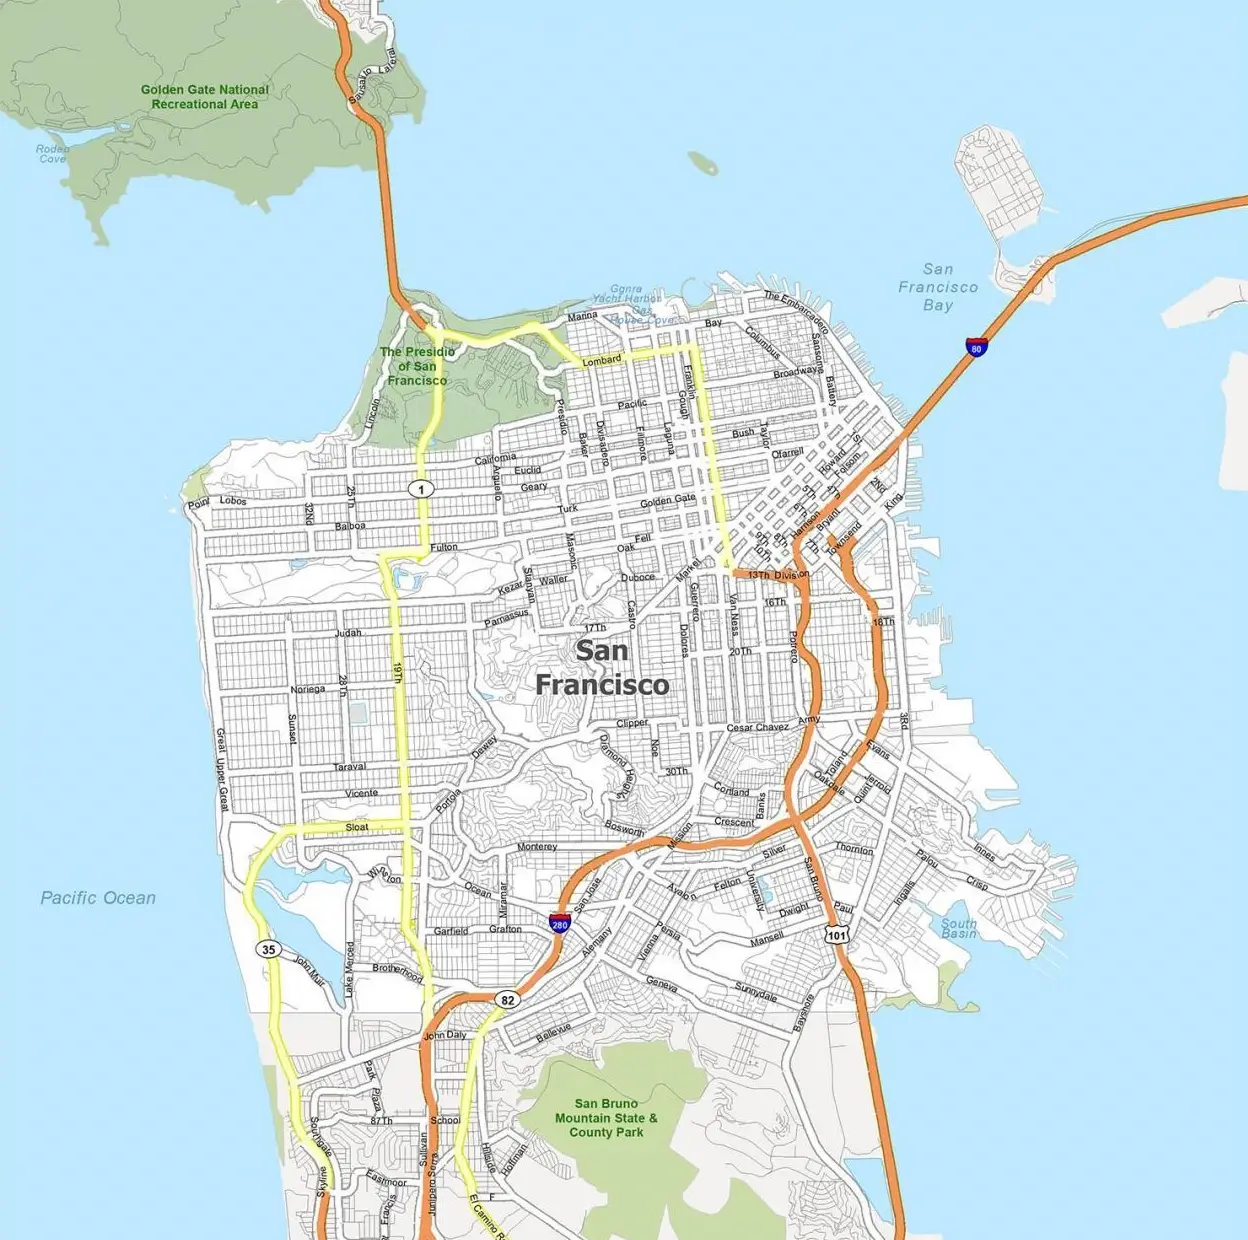 Golden Gate National
Recreational Area
Rodeo
Cove
Sausalito
Lateral
San
Francisco
Bay
80
Ggnra
Yacht Harbor
Gas
House Cove
Marina
The Embarcadero
Bay
Columbus
Sansome
Battery
Lombard
Broadway
The Presidio
of San
Francisco
Lincoln
Franklin
Gough
Pacific
Presidio
Baker
Divisadero
Fillmore
Laguna
Bush
Taylor
Ofarrell
California
Euclid
Geary
Arguello
Howard
Folsom
1St
2Nd
4Th
5Th
King
1
Point Lobos
25Th
32Nd
Balboa
Turk
Golden Gate
Harrison
Bryant
7Th
8Th
9Th
10Th
Townsend
Fulton
Fell
Oak
Masonic
Market
Kezar
Stanyan
Waller
Duboce
13Th Division
Parnassus
17Th
Castro
Guerrero
Van Ness
16Th
18Th
Judah
San
Francisco
Dolores
20Th
Potrero
19Th
28Th
Noriega
Sunset
Great
Upper Great
Clipper
Cesar Chavez
Army
3Rd
Dewey
Diamond Heights
Noe
30Th
Evans
Toland
Oakdale
Quint
Jerrold
Taraval
Vicente
Portola
Cortland
Banks
Crescent
Sloat
Bosworth
Mission
Monterey
Silver
Thornton
Innes
Palou
Crisp
Winston
Ocean
Miramar
San Jose
Avalon
Felton
University
San Bruno
Ingalls
Pacific Ocean
280
Dwight
Paul
Garfield
Grafton
Alemany
Vienna
Persia
Mansell
101
South
Basin
35
John Muir
Lake Merced
Brotherhood
Geneva
Sunnydale
Bayshore
82
John Daly
Bellevue
Park Plaza
87Th
School
San Bruno
Mountain State &
County Park
Southgate
Skyline
Eastmoor
Francis
Sullivan
Junipero Serra
Hillside
Hoffman
F
El Camino R